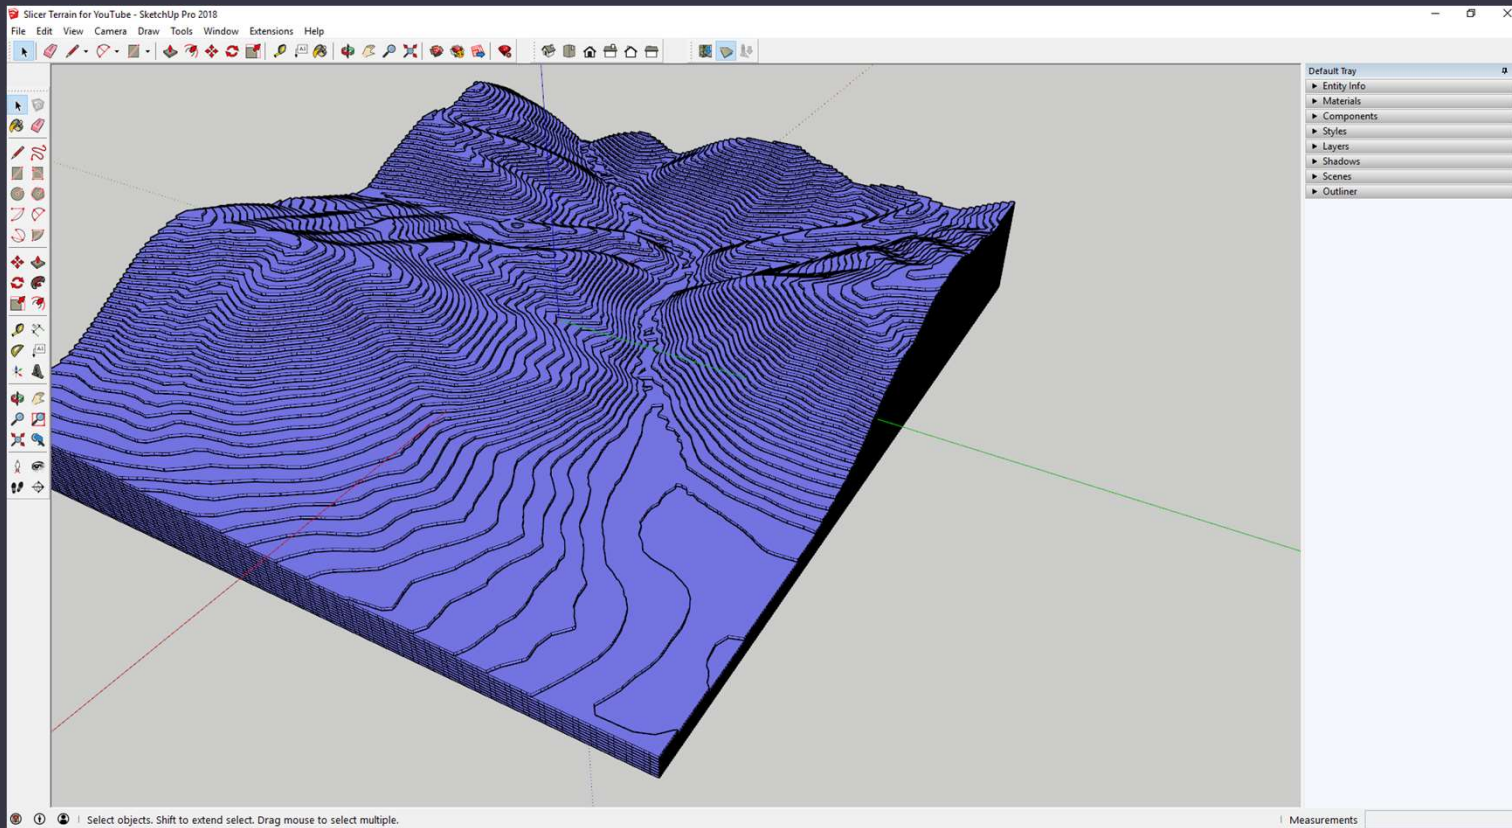 Slicer Terrain for YouTube - SketchUp Pro 2018
File Edit View Camera Draw Tools Window Extensions Help
Default Tray
Entity Info
Materials
Components
Styles
Layers
Shadows
Scenes
Outliner
Select objects. Shift to extend select. Drag mouse to select multiple.
Measurements